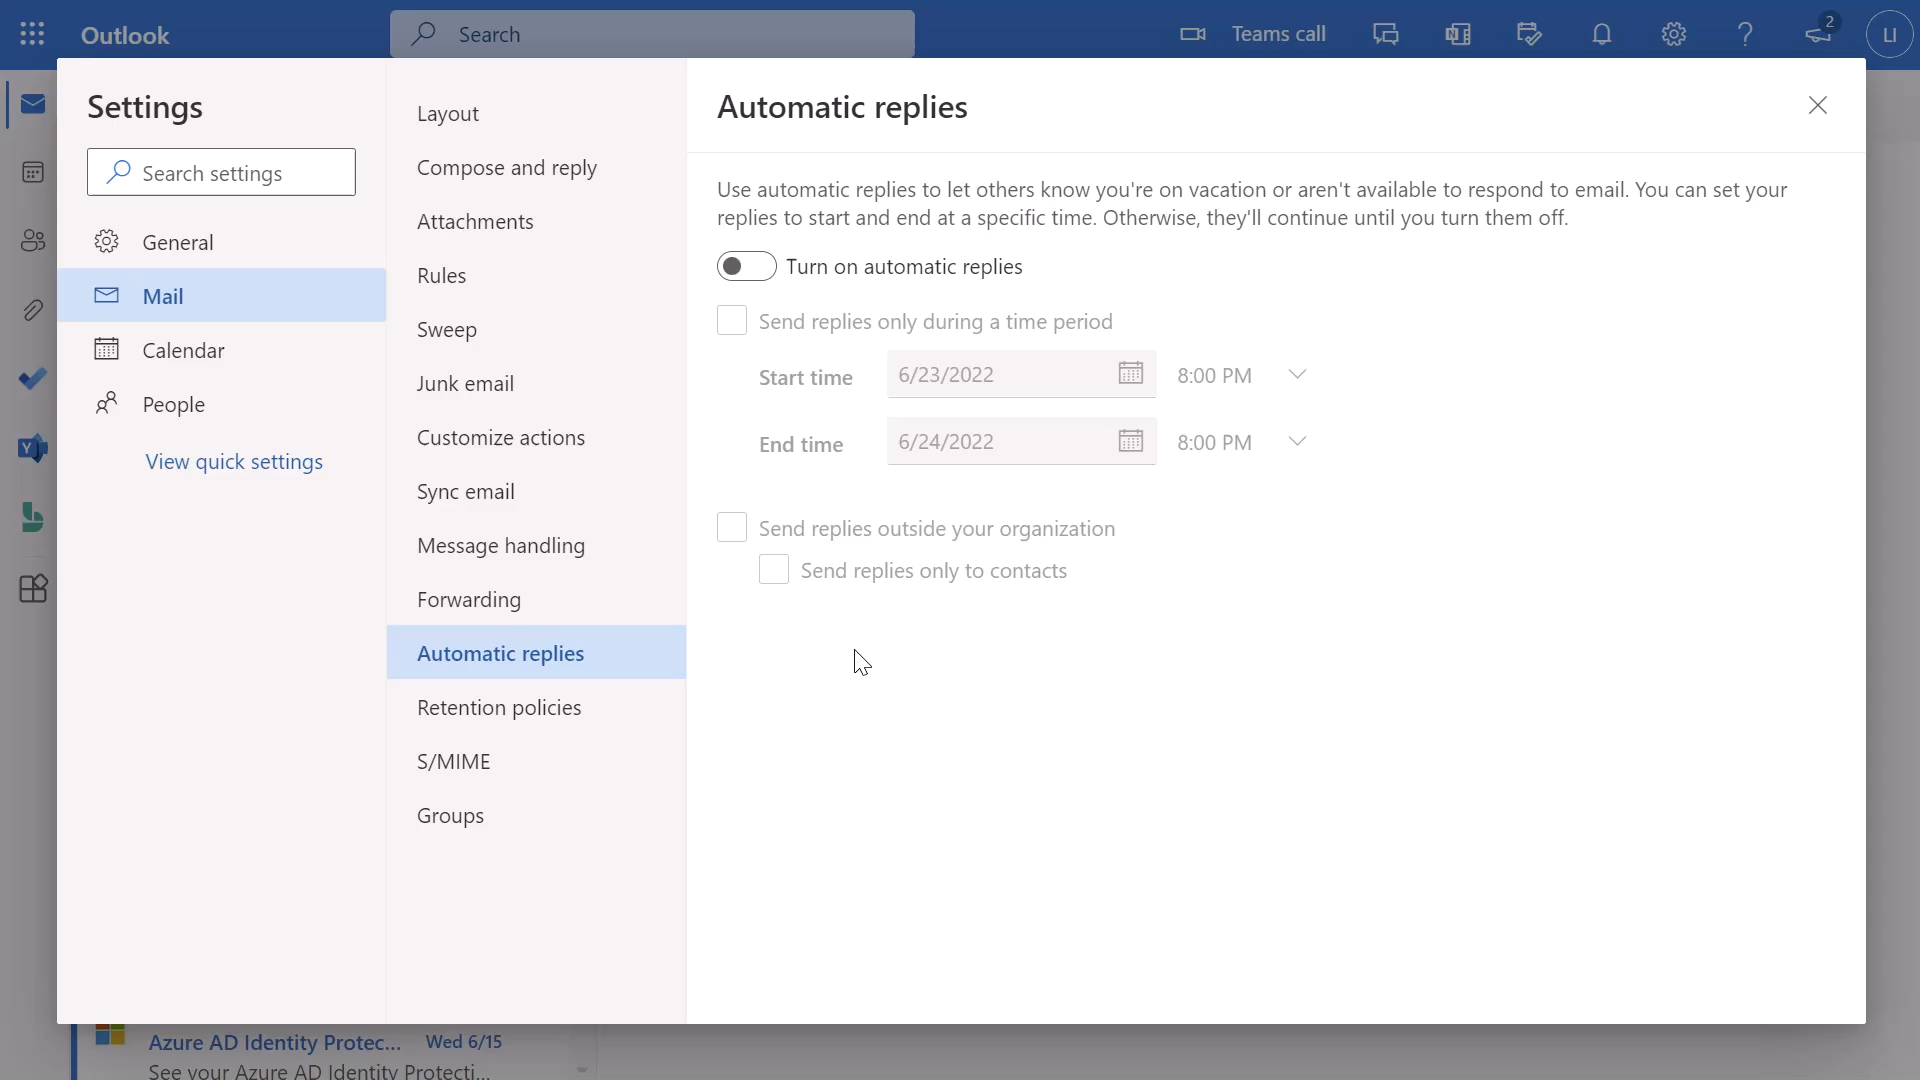 Outlook
Search
Teams call
2
LI
Settings
Search settings
General
Mail
Calendar
People
View quick settings
Layout
Compose and reply
Attachments
Rules
Sweep
Junk email
Customize actions
Sync email
Message handling
Forwarding
Automatic replies
Retention policies
S/MIME
Groups
Automatic replies
Use automatic replies to let others know you're on vacation or aren't available to respond to email. You can set your
replies to start and end at a specific time. Otherwise, they'll continue until you turn them off.
Turn on automatic replies
Send replies only during a time period
Start time 6/23/2022 8:00 PM
End time 6/24/2022 8:00 PM
Send replies outside your organization
Send replies only to contacts
Azure AD Identity Protec... Wed 6/15
See your Azure AD Identity Protecti...